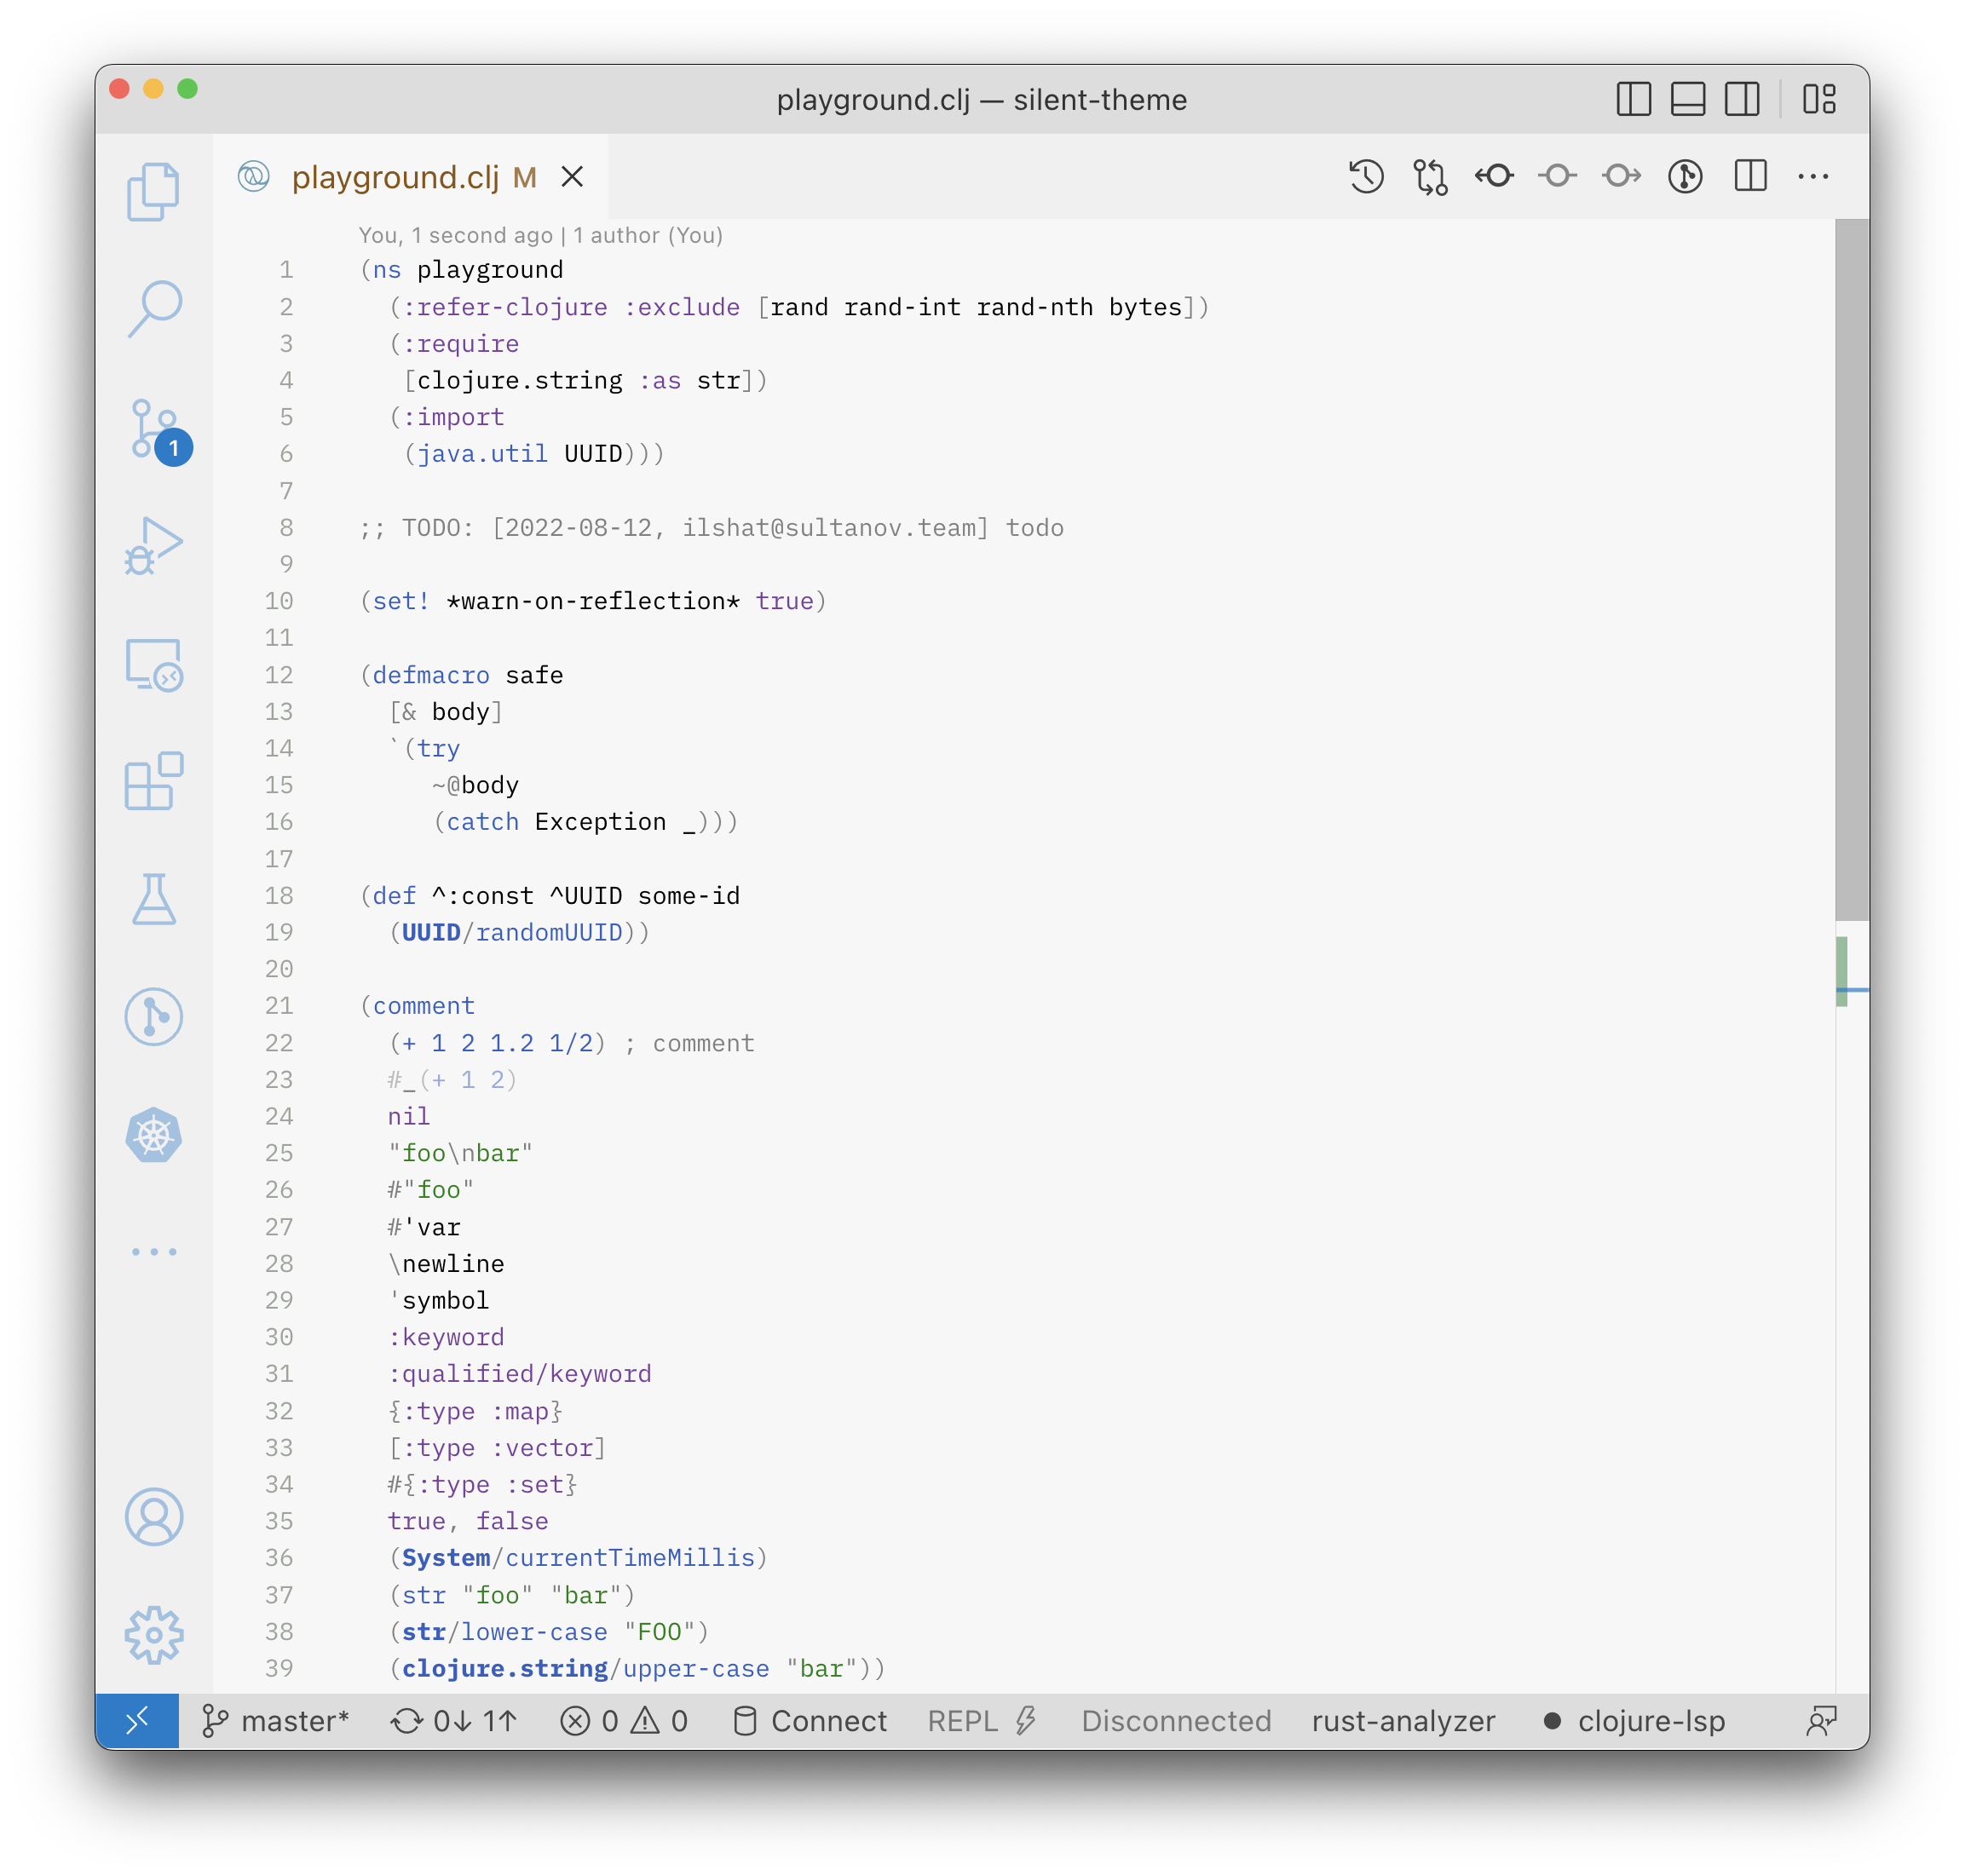 playground.clj — silent-theme
playground.clj M
You, 1 second ago | 1 author (You)
1 (ns playground
2   (:refer-clojure :exclude [rand rand-int rand-nth bytes])
3   (:require
4    [clojure.string :as str])
5   (:import
6    (java.util UUID)))
7
8 ;; TODO: [2022-08-12, ilshat@sultanov.team] todo
9
10 (set! *warn-on-reflection* true)
11
12 (defmacro safe
13   [& body]
14   `(try
15      ~@body
16      (catch Exception _)))
17
18 (def ^:const ^UUID some-id
19   (UUID/randomUUID))
20
21 (comment
22   (+ 1 2 1.2 1/2) ; comment
23   #_(+ 1 2)
24   nil
25   "foo\nbar"
26   #"foo"
27   #'var
28   \newline
29   'symbol
30   :keyword
31   :qualified/keyword
32   {:type :map}
33   [:type :vector]
34   #{:type :set}
35   true, false
36   (System/currentTimeMillis)
37   (str "foo" "bar")
38   (str/lower-case "FOO")
39   (clojure.string/upper-case "bar"))
1
master* 0↓ 1↑ 0 0 Connect REPL Disconnected rust-analyzer clojure-lsp